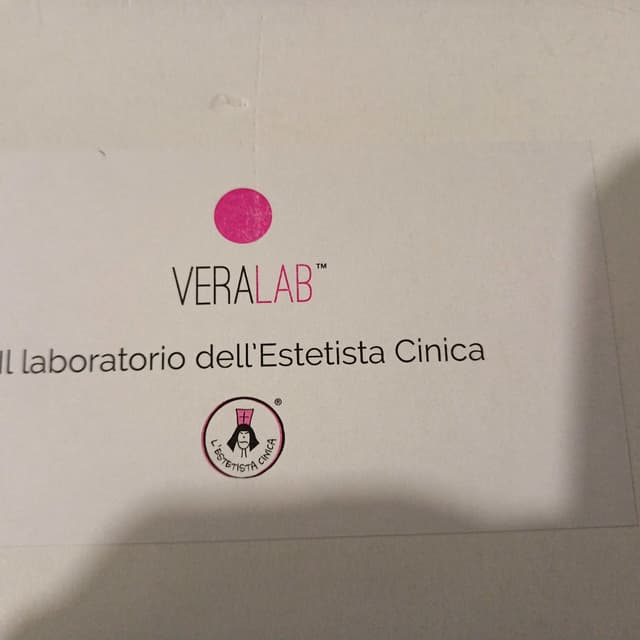 VERALAB™
Il laboratorio dell'Estetista Cinica
®
L'ESTETISTA CINICA